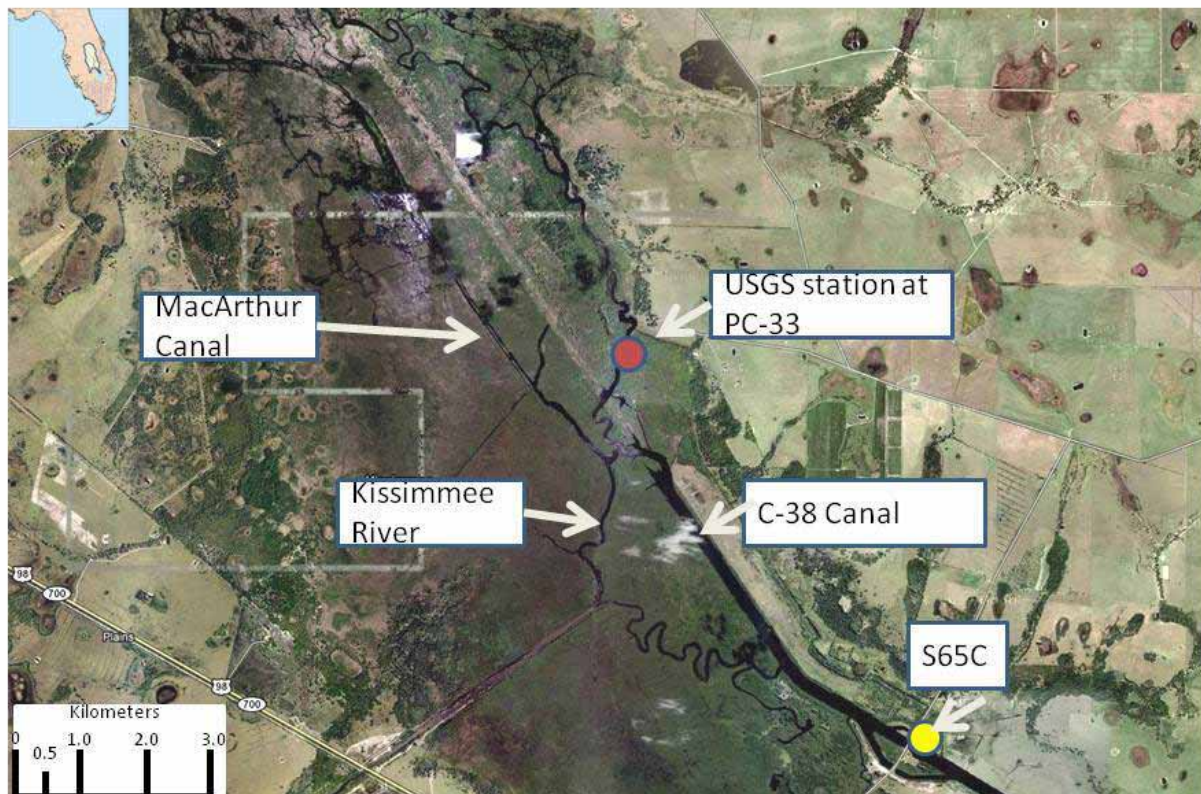 USGS station at
PC-33
MacArthur
Canal
Kissimmee
River
C-38 Canal
98
700
Plains
S65C
98
700
Kilometers
0 0.5 1.0 2.0 3.0